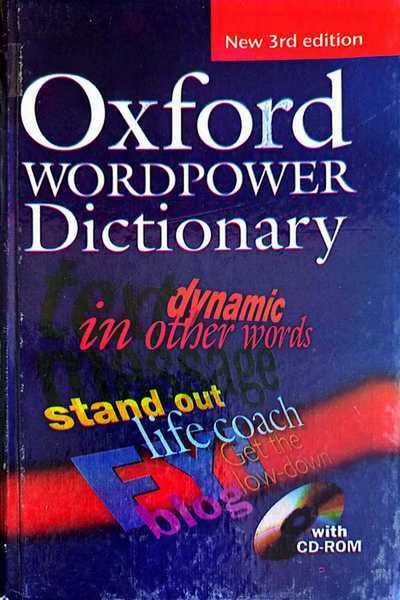 New 3rd edition
Oxford
WORDPOWER
Dictionary
text
dynamic
in other words
message
stand out
life coach
FY
Get the
low-down
blog
with
CD-ROM